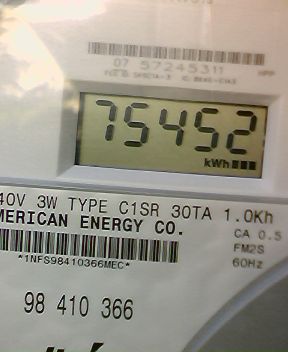 07 57245311
75452
kWh
40V 3W TYPE C1SR 30TA 1.0Kh
MERICAN ENERGY CO.
CA 0.5
FM2S
*1NFS98410366MEC*
60Hz
98 410 366